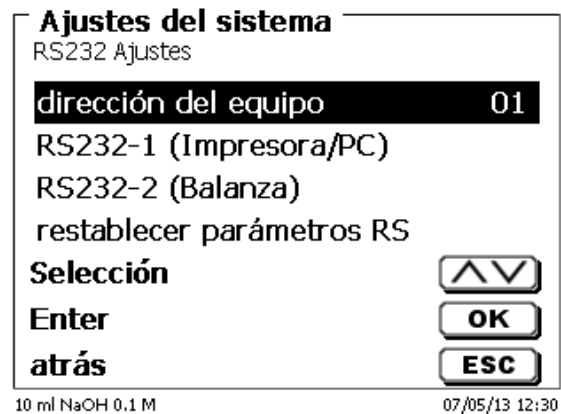 Ajustes del sistema
RS232 Ajustes
dirección del equipo 01
RS232-1 (Impresora/PC)
RS232-2 (Balanza)
restablecer parámetros RS
Selección
Enter OK
atrás ESC
10 ml NaOH 0.1 M 07/05/13 12:30